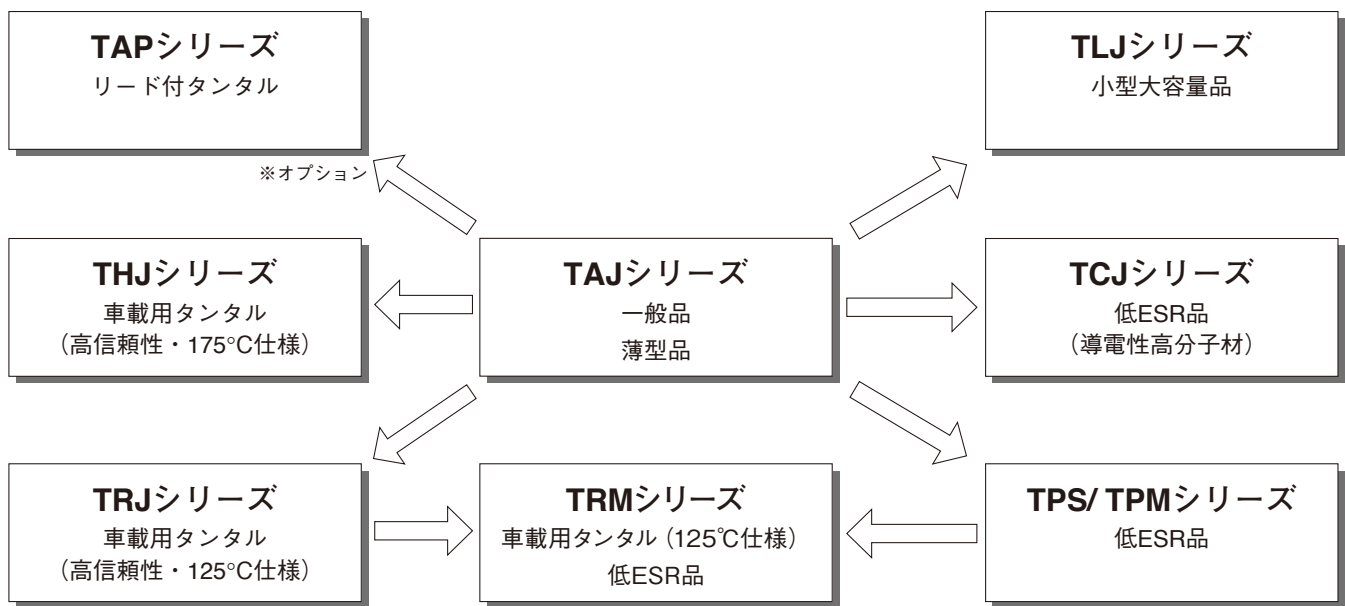 TAPシリーズ
リード付タンタル
※オプション
TLJシリーズ
小型大容量品
THJシリーズ
車載用タンタル
（高信頼性・175°C仕様）
TAJシリーズ
一般品
薄型品
TCJシリーズ
低ESR品
（導電性高分子材）
TRJシリーズ
車載用タンタル
（高信頼性・125°C仕様）
TRMシリーズ
車載用タンタル（125℃仕様）
低ESR品
TPS/ TPMシリーズ
低ESR品